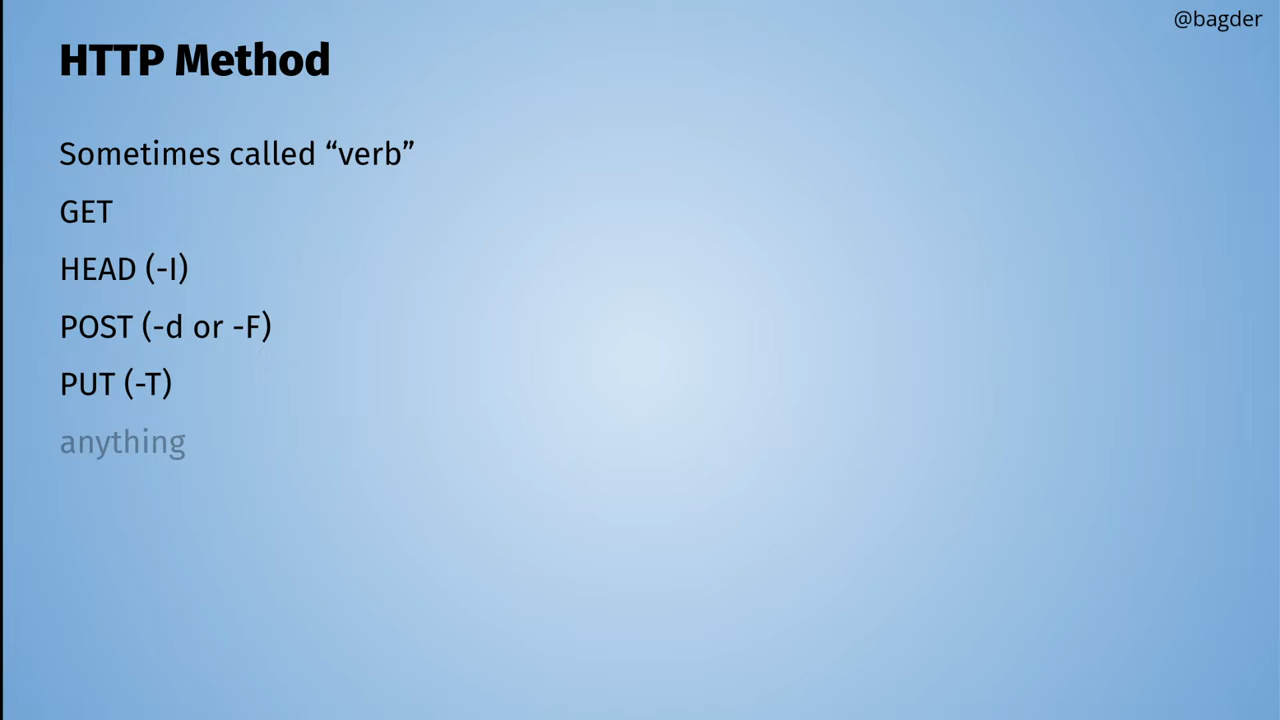 @bagder
HTTP Method
Sometimes called “verb”
GET
HEAD (-I)
POST (-d or -F)
PUT (-T)
anything